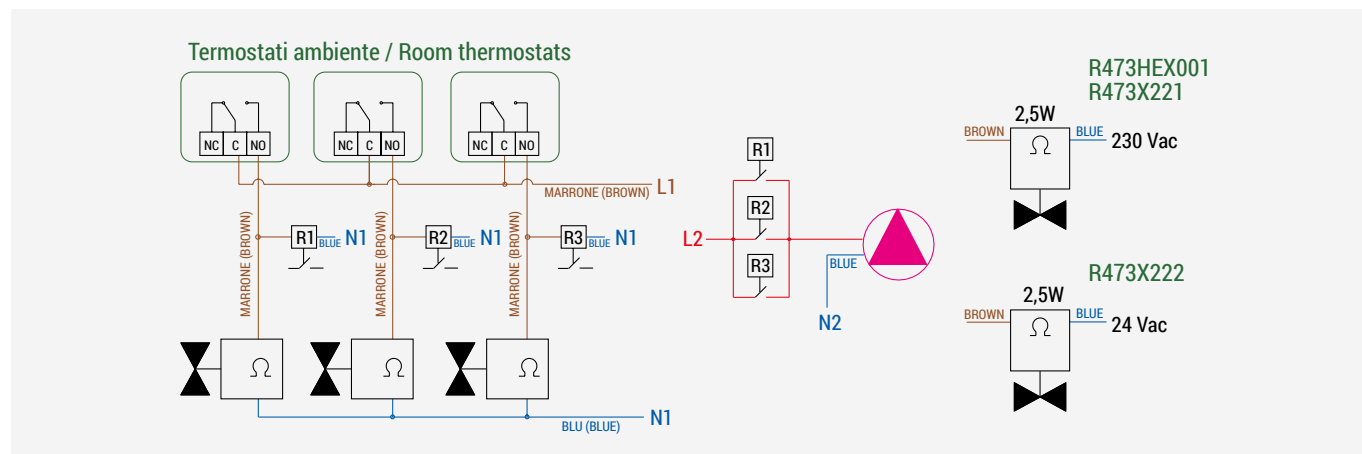 Termostati ambiente / Room thermostats
NC C NO
NC C NO
NC C NO
MARRONE (BROWN)
L1
MARRONE (BROWN)
R1
BLUE
N1
MARRONE (BROWN)
R2
BLUE
N1
MARRONE (BROWN)
R3
BLUE
N1
Ω
Ω
Ω
BLU (BLUE)
N1
R1
R2
L2
R3
BLUE
N2
R473HEX001
R473X221
2,5W
BROWN
Ω
BLUE
230 Vac
R473X222
2,5W
BROWN
Ω
BLUE
24 Vac